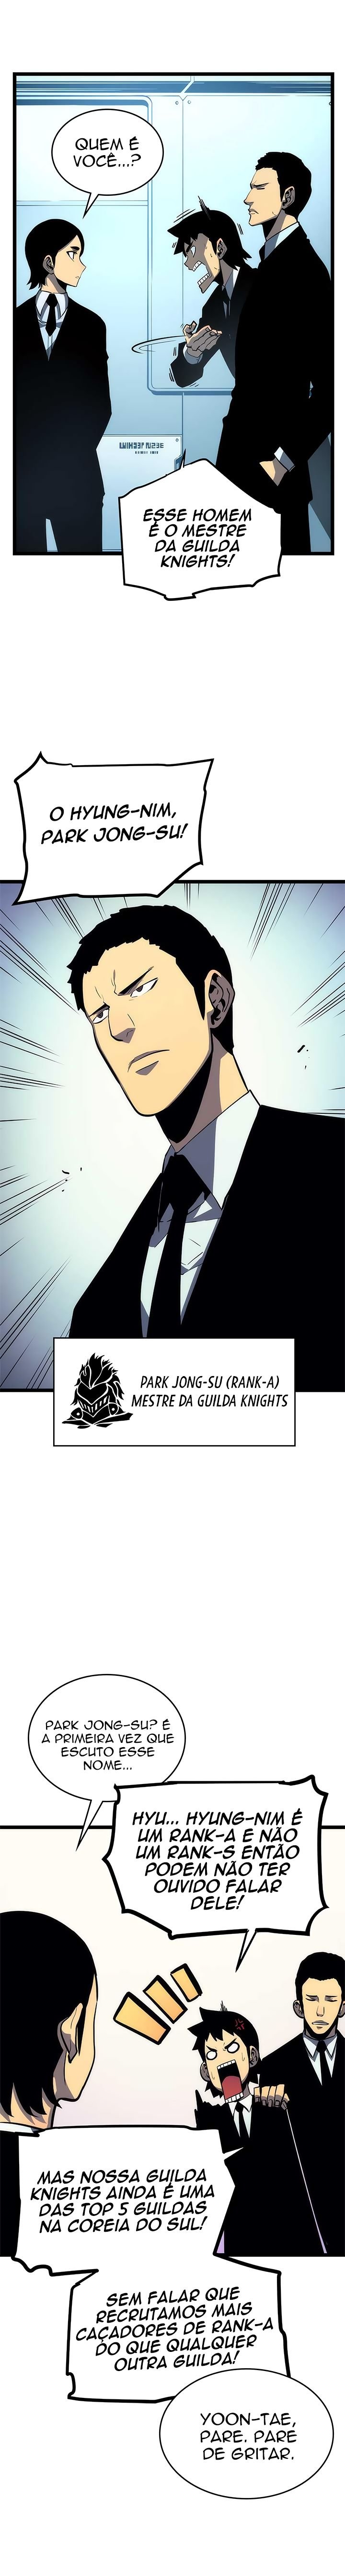 QUEM É
VOCÊ...?
ESSE HOMEM
É O MESTRE
DA GUILDA
KNIGHTS!
O HYUNG-NIM,
PARK JONG-SU!
PARK JONG-SU (RANK-A)
MESTRE DA GUILDA KNIGHTS
PARK JONG-SU? É
A PRIMEIRA VEZ QUE
ESCUTO ESSE
NOME...
HYU... HYUNG-NIM É
UM RANK-A E NÃO
UM RANK-S ENTÃO
PODEM NÃO TER
OUVIDO FALAR
DELE!
MAS NOSSA GUILDA
KNIGHTS AINDA É UMA
DAS TOP 5 GUILDAS
NA COREIA DO SUL!
SEM FALAR QUE
RECRUTAMOS MAIS
CAÇADORES DE RANK-A
DO QUE QUALQUER
OUTRA GUILDA!
YOON-TAE,
PARE. PARE
DE GRITAR.